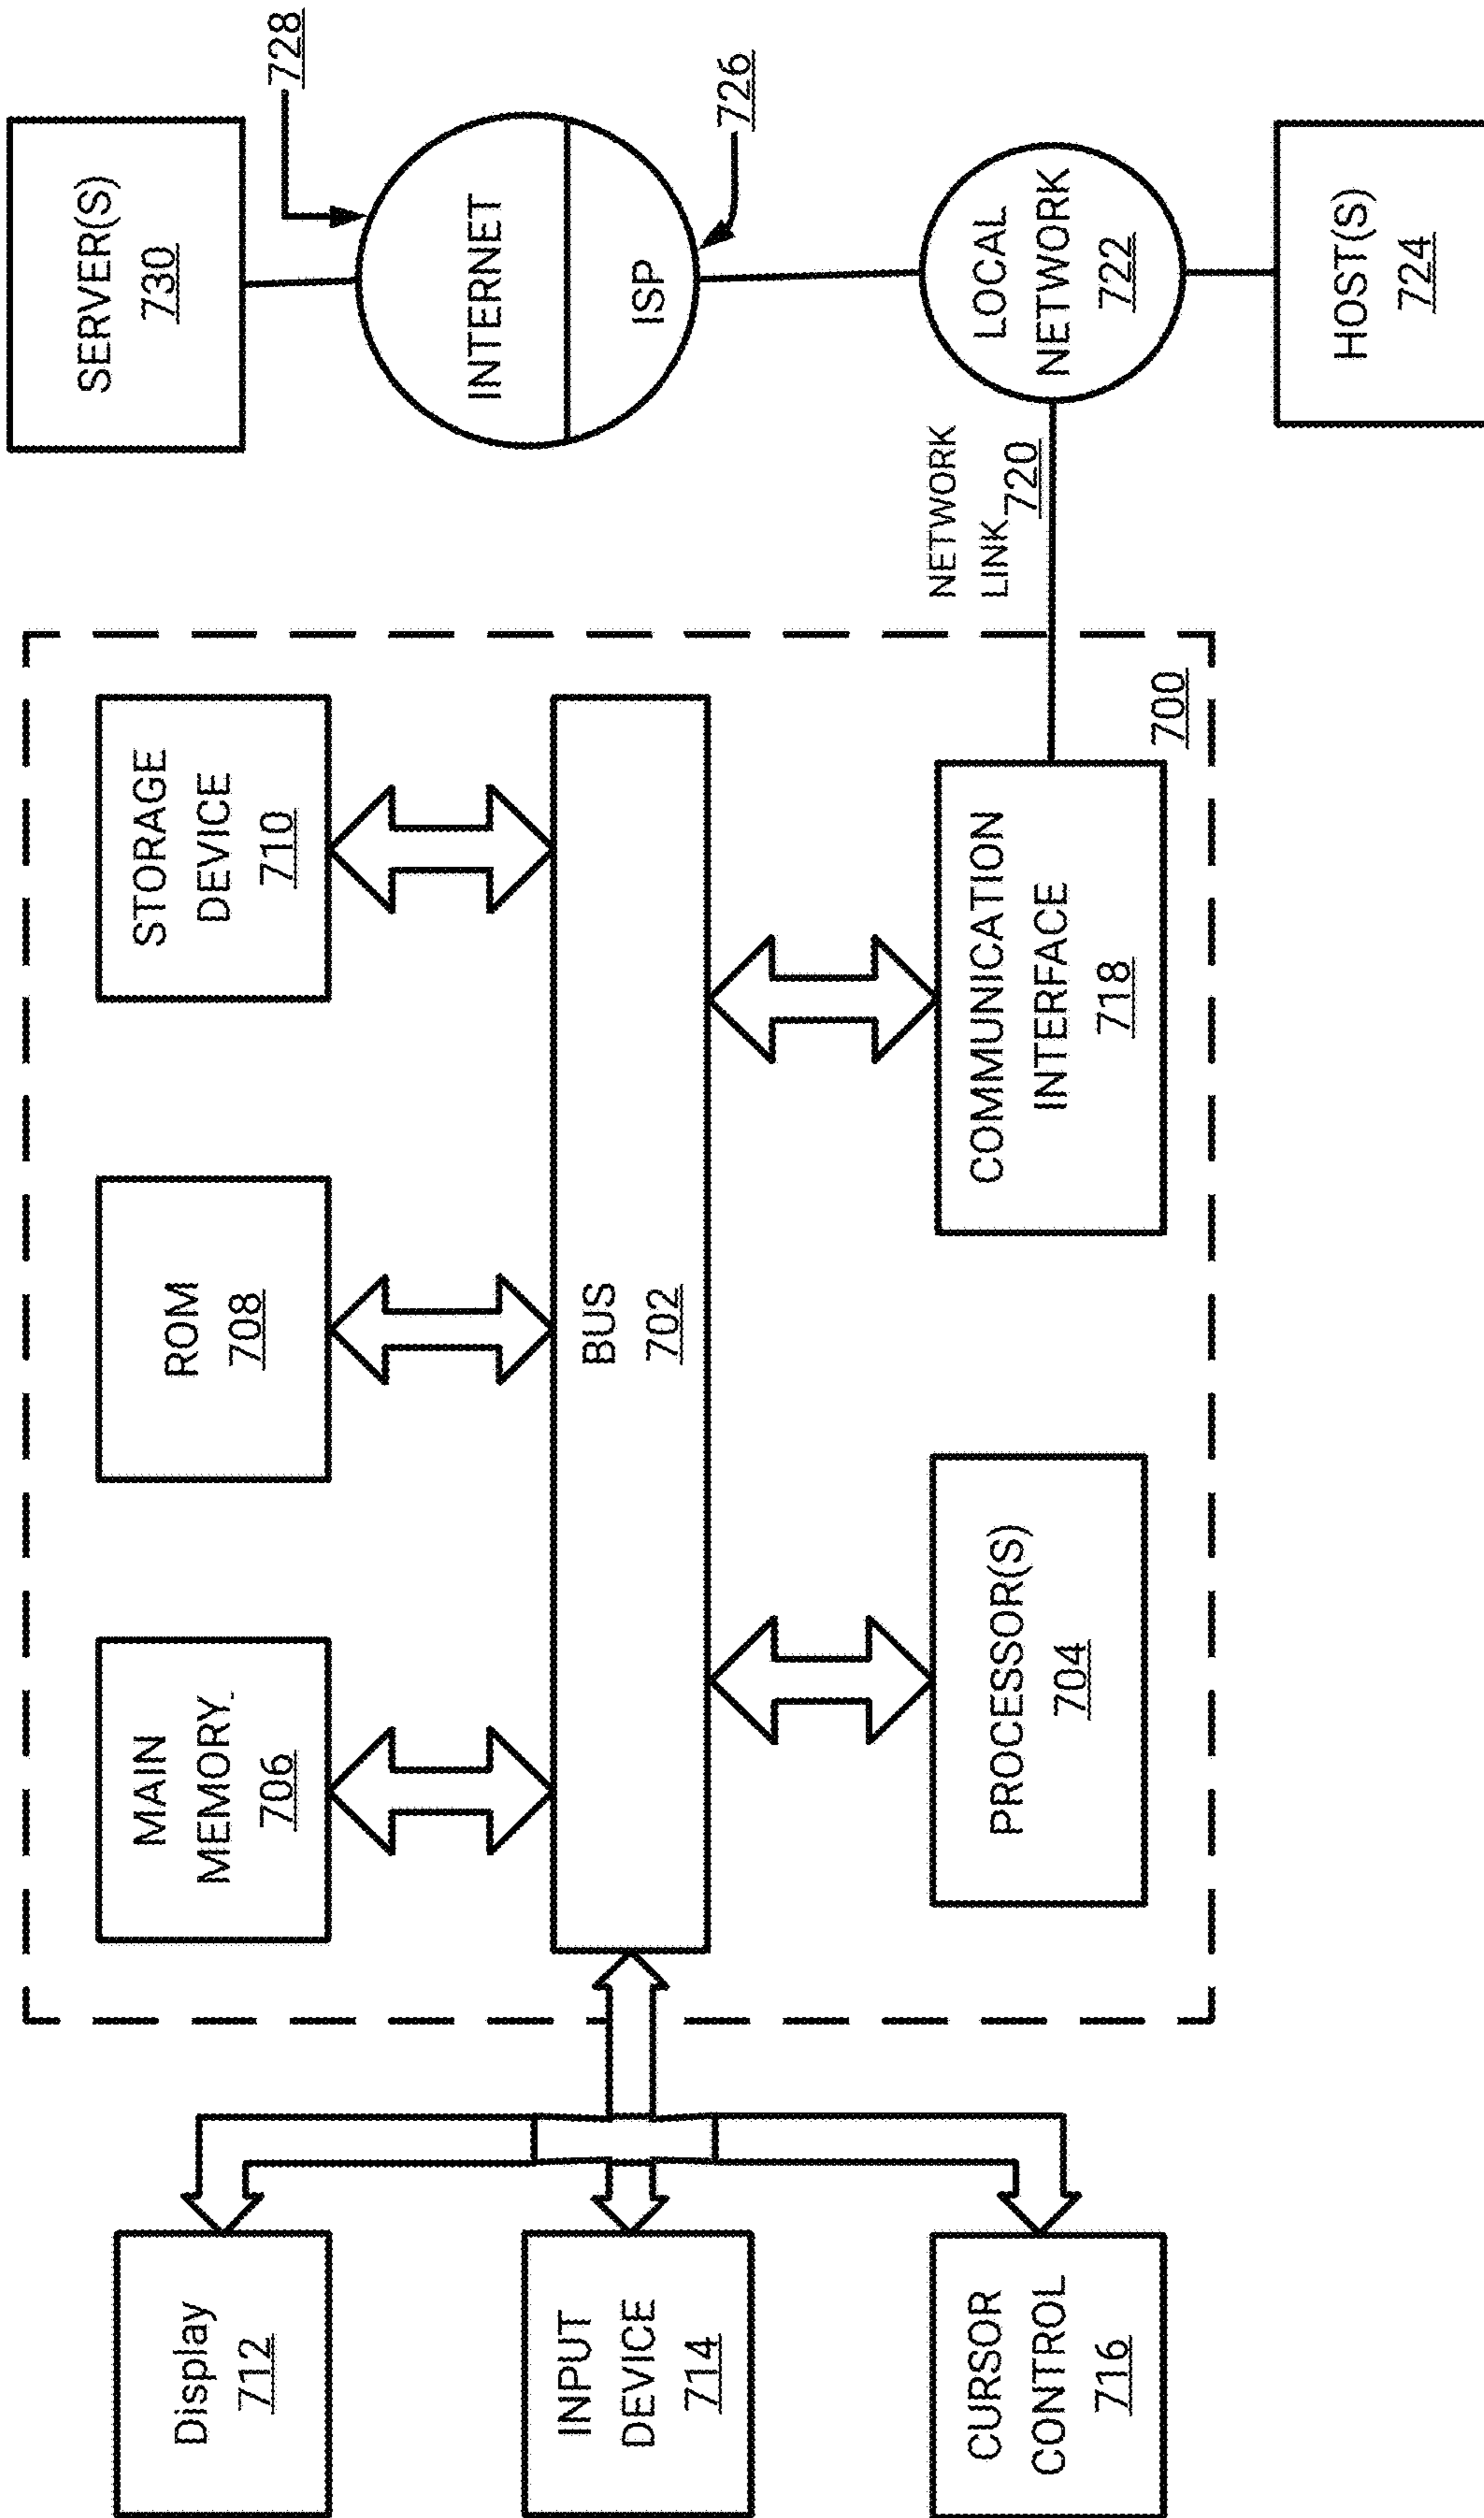 Display
712
INPUT
DEVICE
714
CURSOR
CONTROL
716
MAIN
MEMORY
706
ROM
708
STORAGE
DEVICE
710
BUS
702
PROCESSOR(S)
704
COMMUNICATION
INTERFACE
718
700
NETWORK
LINK 720
SERVER(S)
730
728
INTERNET
ISP
726
LOCAL
NETWORK
722
HOST(S)
724